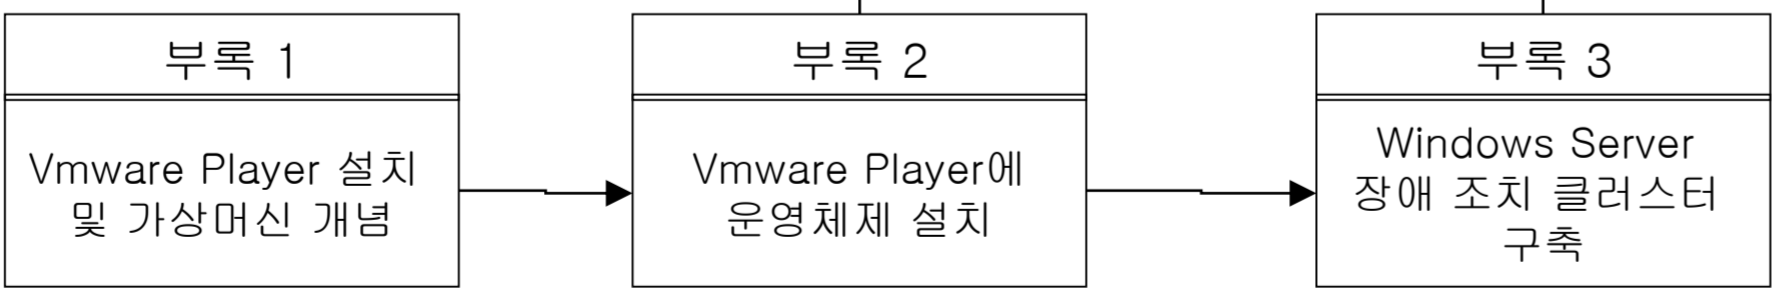 부록 1
Vmware Player 설치
및 가상머신 개념
부록 2
Vmware Player에
운영체제 설치
부록 3
Windows Server
장애 조치 클러스터
구축